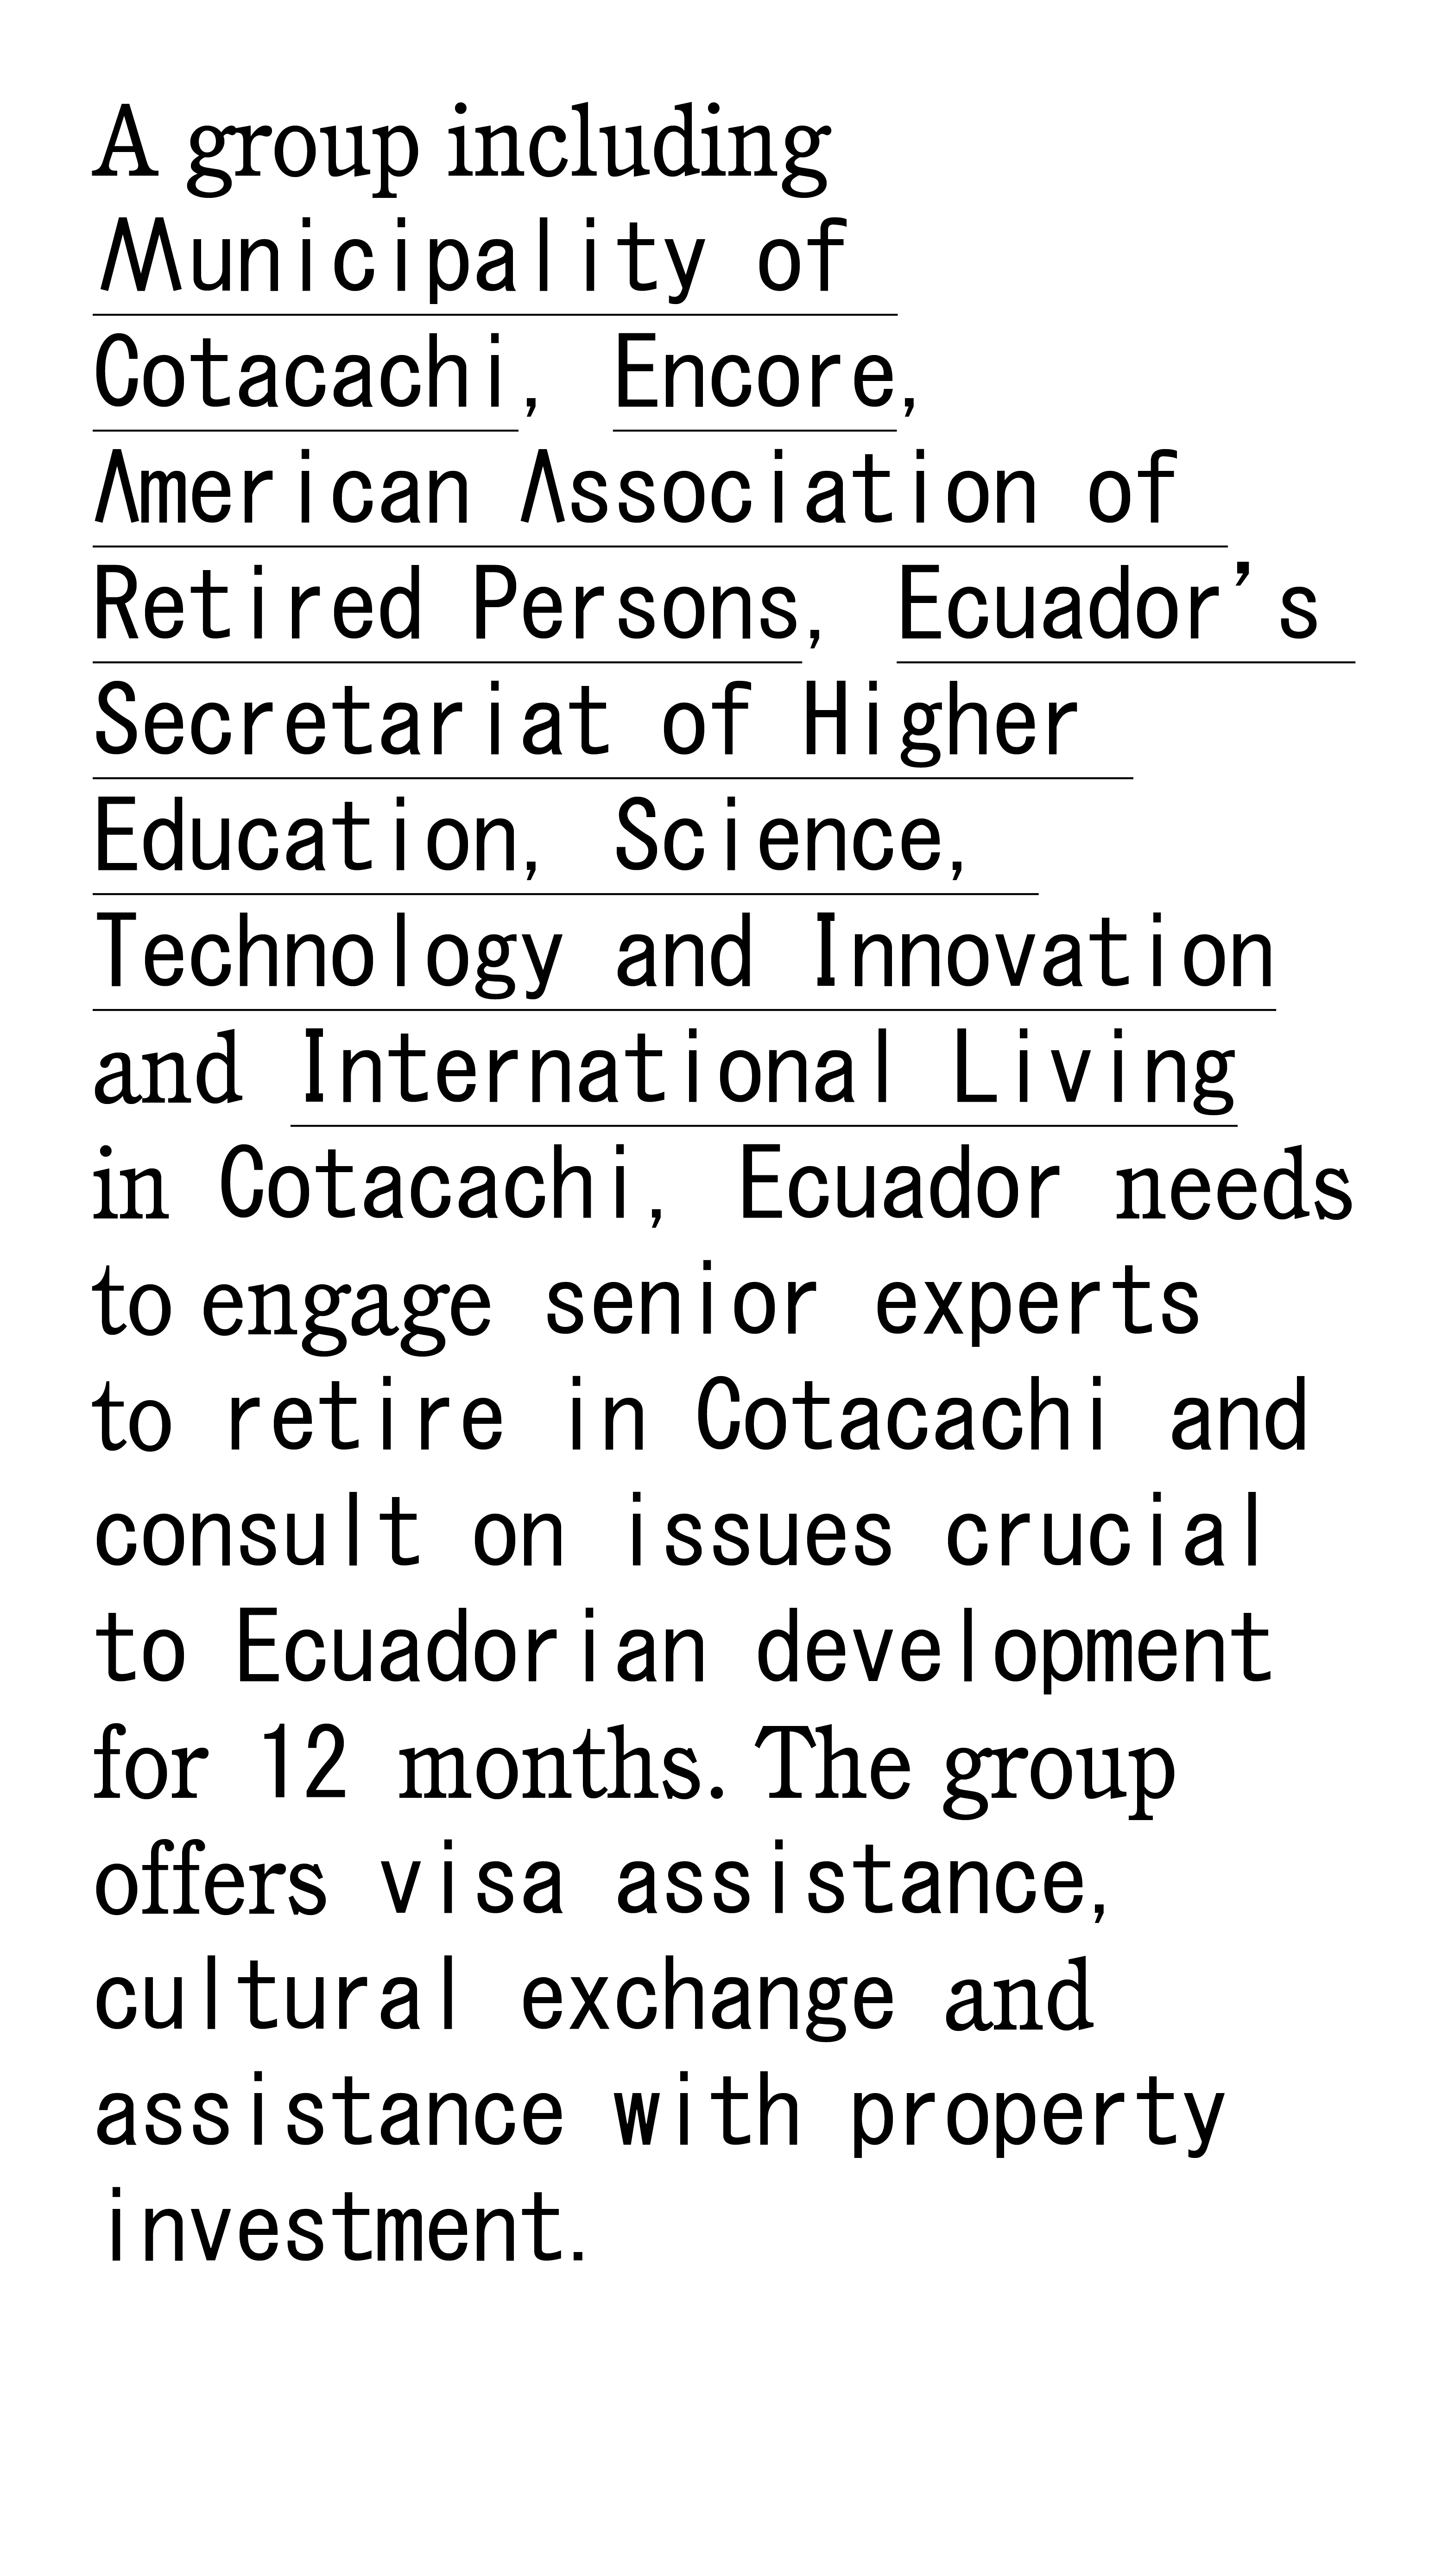 A group including
Municipality of
Cotacachi, Encore,
American Association of
Retired Persons, Ecuador’s
Secretariat of Higher
Education, Science,
Technology and Innovation
and International Living
in Cotacachi, Ecuador needs
to engage senior experts
to retire in Cotacachi and
consult on issues crucial
to Ecuadorian development
for 12 months. The group
offers visa assistance,
cultural exchange and
assistance with property
investment.